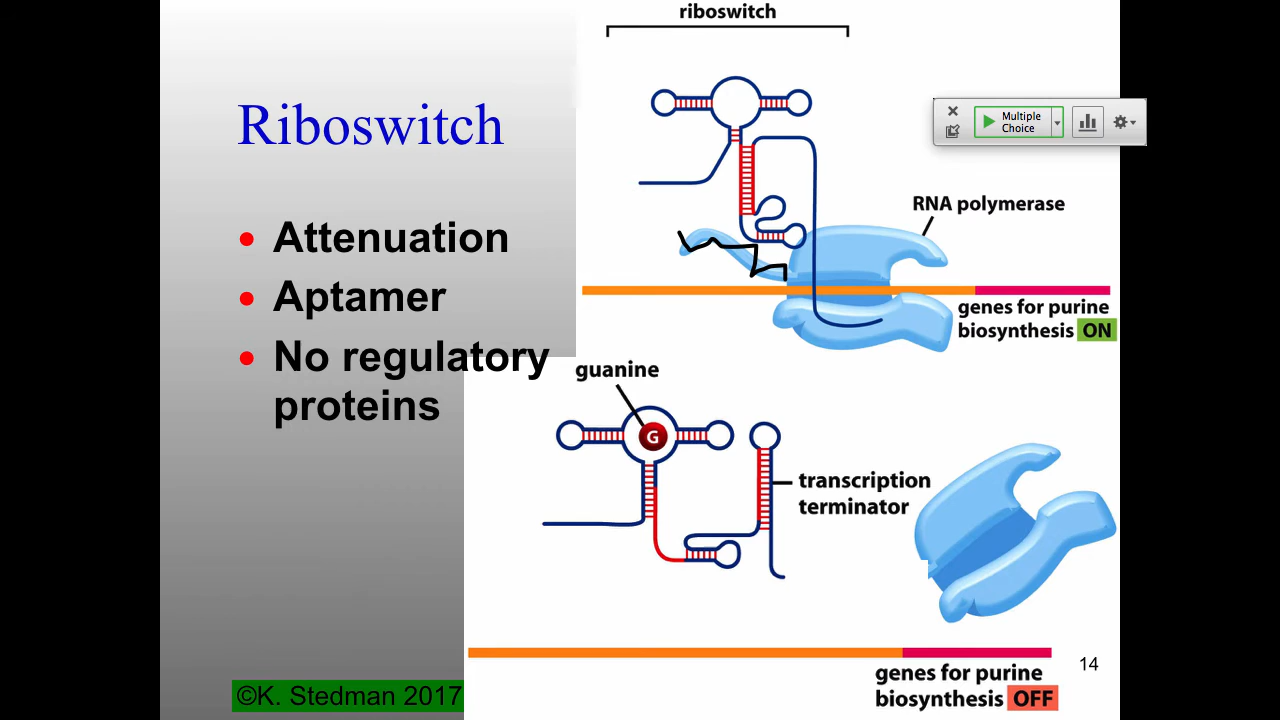 riboswitch
Riboswitch
Multiple
Choice
RNA polymerase
Attenuation
Aptamer
No regulatory
proteins
genes for purine
biosynthesis ON
guanine
G
transcription
terminator
14
genes for purine
biosynthesis OFF
©K. Stedman 2017